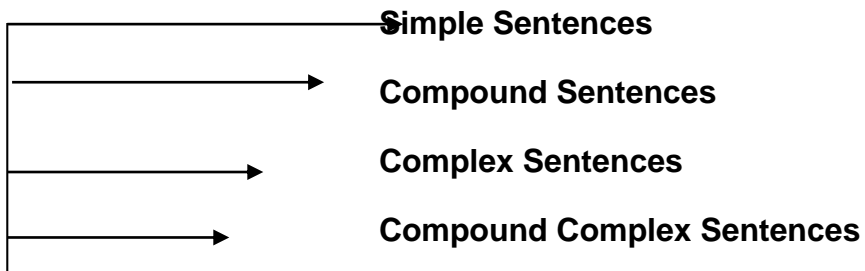 Simple Sentences
Compound Sentences
Complex Sentences
Compound Complex Sentences